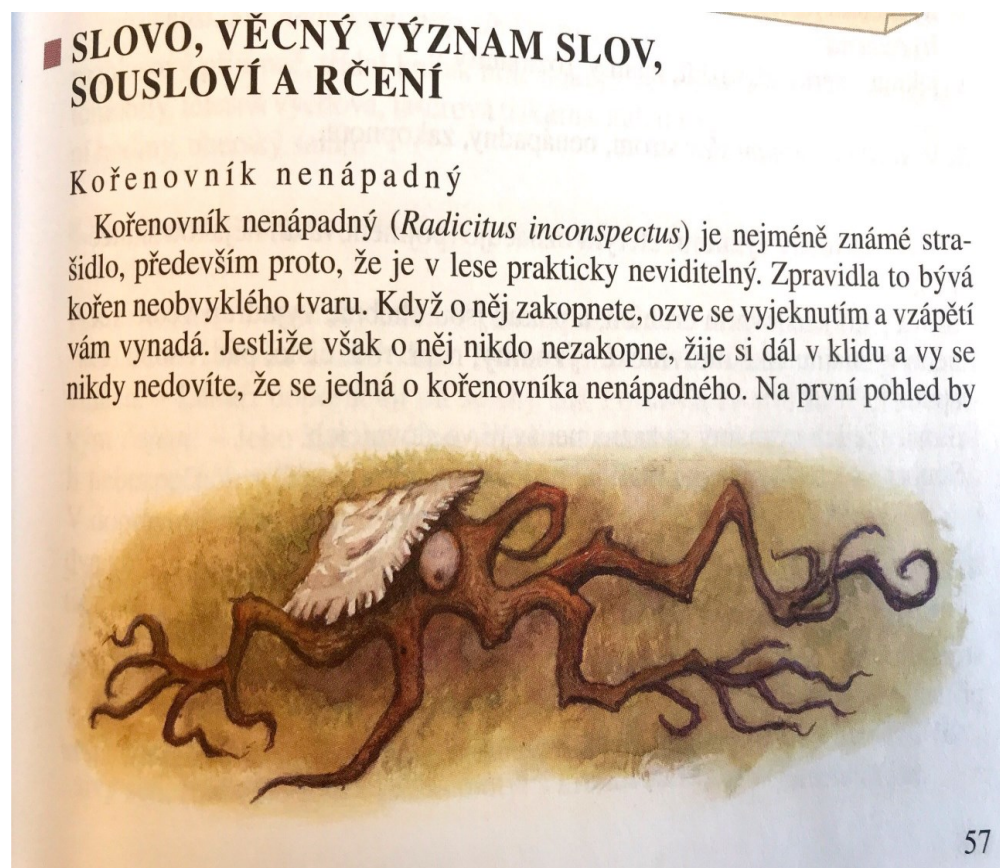 SLOVO, VĚCNÝ VÝZNAM SLOV,
SOUSLOVÍ A RČENÍ
Kořenovník nenápadný
Kořenovník nenápadný (Radicitus inconspectus) je nejméně známé stra-
šidlo, především proto, že je v lese prakticky neviditelný. Zpravidla to bývá
kořen neobvyklého tvaru. Když o něj zakopnete, ozve se vyjeknutím a vzápětí
vám vynadá. Jestliže však o něj nikdo nezakopne, žije si dál v klidu a vy se
nikdy nedovíte, že se jedná o kořenovníka nenápadného. Na první pohled by
57